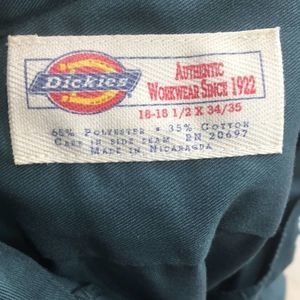 Dickies
AUTHENTIC
WORKWEAR SINCE 1922
18-18 1/2 X 34/35
65% POLYESTER • 35% COTTON
CARE IN SIDE SEAM. RN 20697
MADE IN NICARAGUA